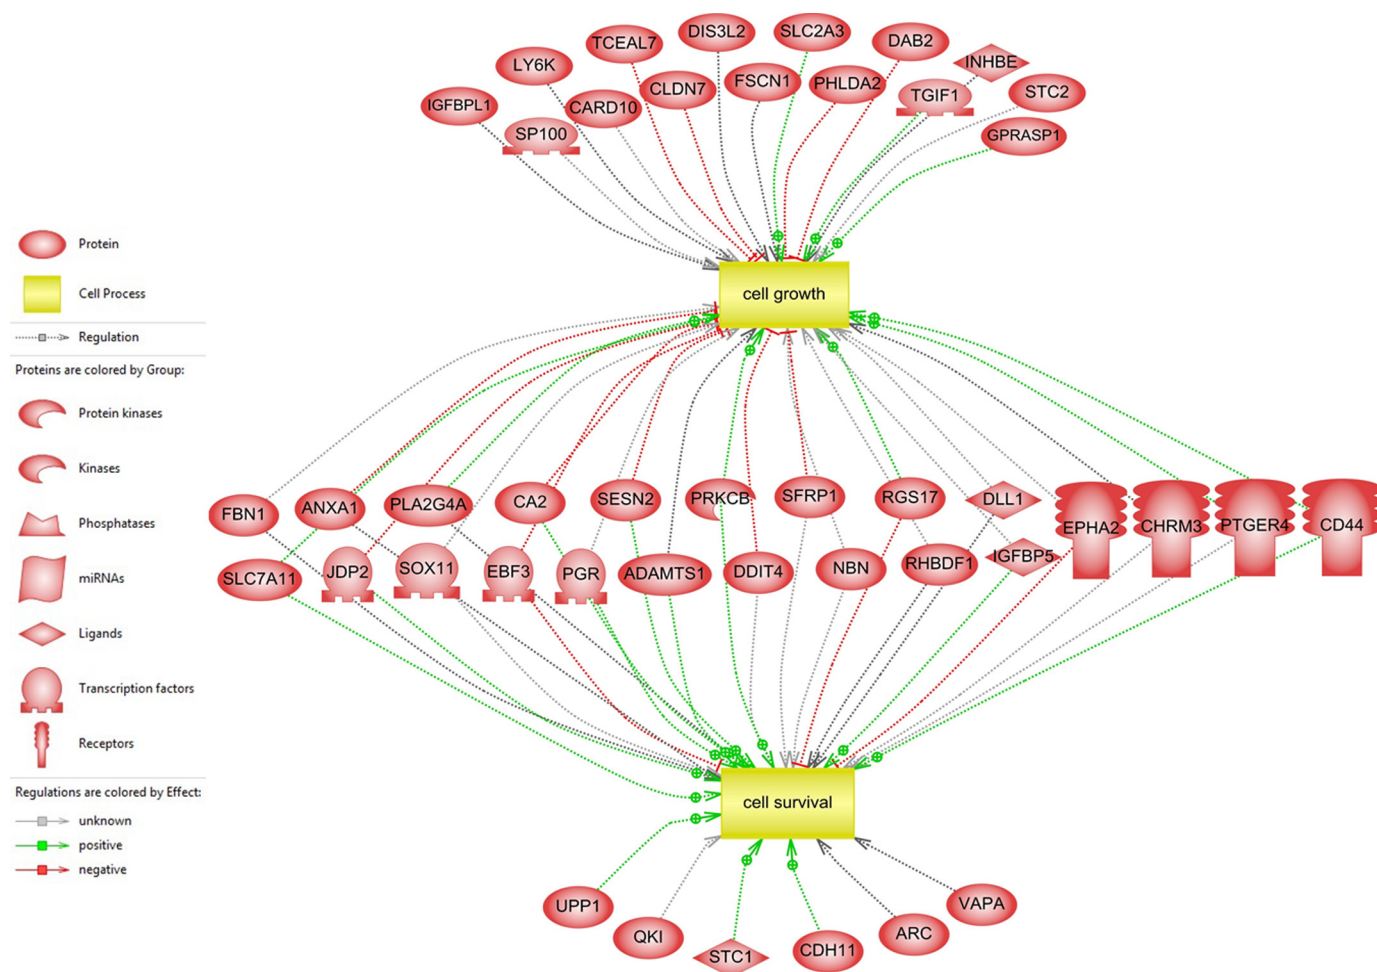 DIS3L2
SLC2A3
TCEAL7
DAB2
LY6K
INHBE
IGFBPL1
CARD10
CLDN7
FSCN1
PHLDA2
TGIF1
STC2
SP100
GPRASP1
cell growth
FBN1
ANXA1
PLA2G4A
CA2
SESN2
PRKCB
SFRP1
RGS17
DLL1
EPHA2
CHRM3
PTGER4
CD44
SLC7A11
JDP2
SOX11
EBF3
PGR
ADAMTS1
DDIT4
NBN
RHBDF1
IGFBP5
cell survival
UPP1
QKI
STC1
CDH11
ARC
VAPA
Protein
Cell Process
Regulation
Proteins are colored by Group:
Protein kinases
Kinases
Phosphatases
miRNAs
Ligands
Transcription factors
Receptors
Regulations are colored by Effect:
unknown
positive
negative